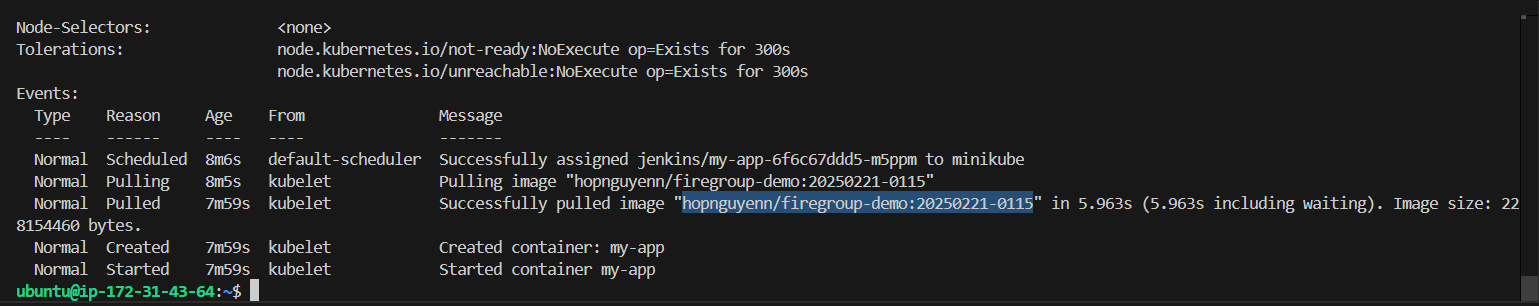 Node-Selectors:              <none>
Tolerations:                 node.kubernetes.io/not-ready:NoExecute op=Exists for 300s
                             node.kubernetes.io/unreachable:NoExecute op=Exists for 300s
Events:
  Type    Reason     Age    From               Message
  ----    ------     ----   ----               -------
  Normal  Scheduled  8m6s   default-scheduler  Successfully assigned jenkins/my-app-6f6c67ddd5-m5ppm to minikube
  Normal  Pulling    8m5s   kubelet            Pulling image "hopnguyenn/firegroup-demo:20250221-0115"
  Normal  Pulled     7m59s  kubelet            Successfully pulled image "hopnguyenn/firegroup-demo:20250221-0115" in 5.963s (5.963s including waiting). Image size: 22
8154460 bytes.
  Normal  Created    7m59s  kubelet            Created container: my-app
  Normal  Started    7m59s  kubelet            Started container my-app
ubuntu@ip-172-31-43-64:~$